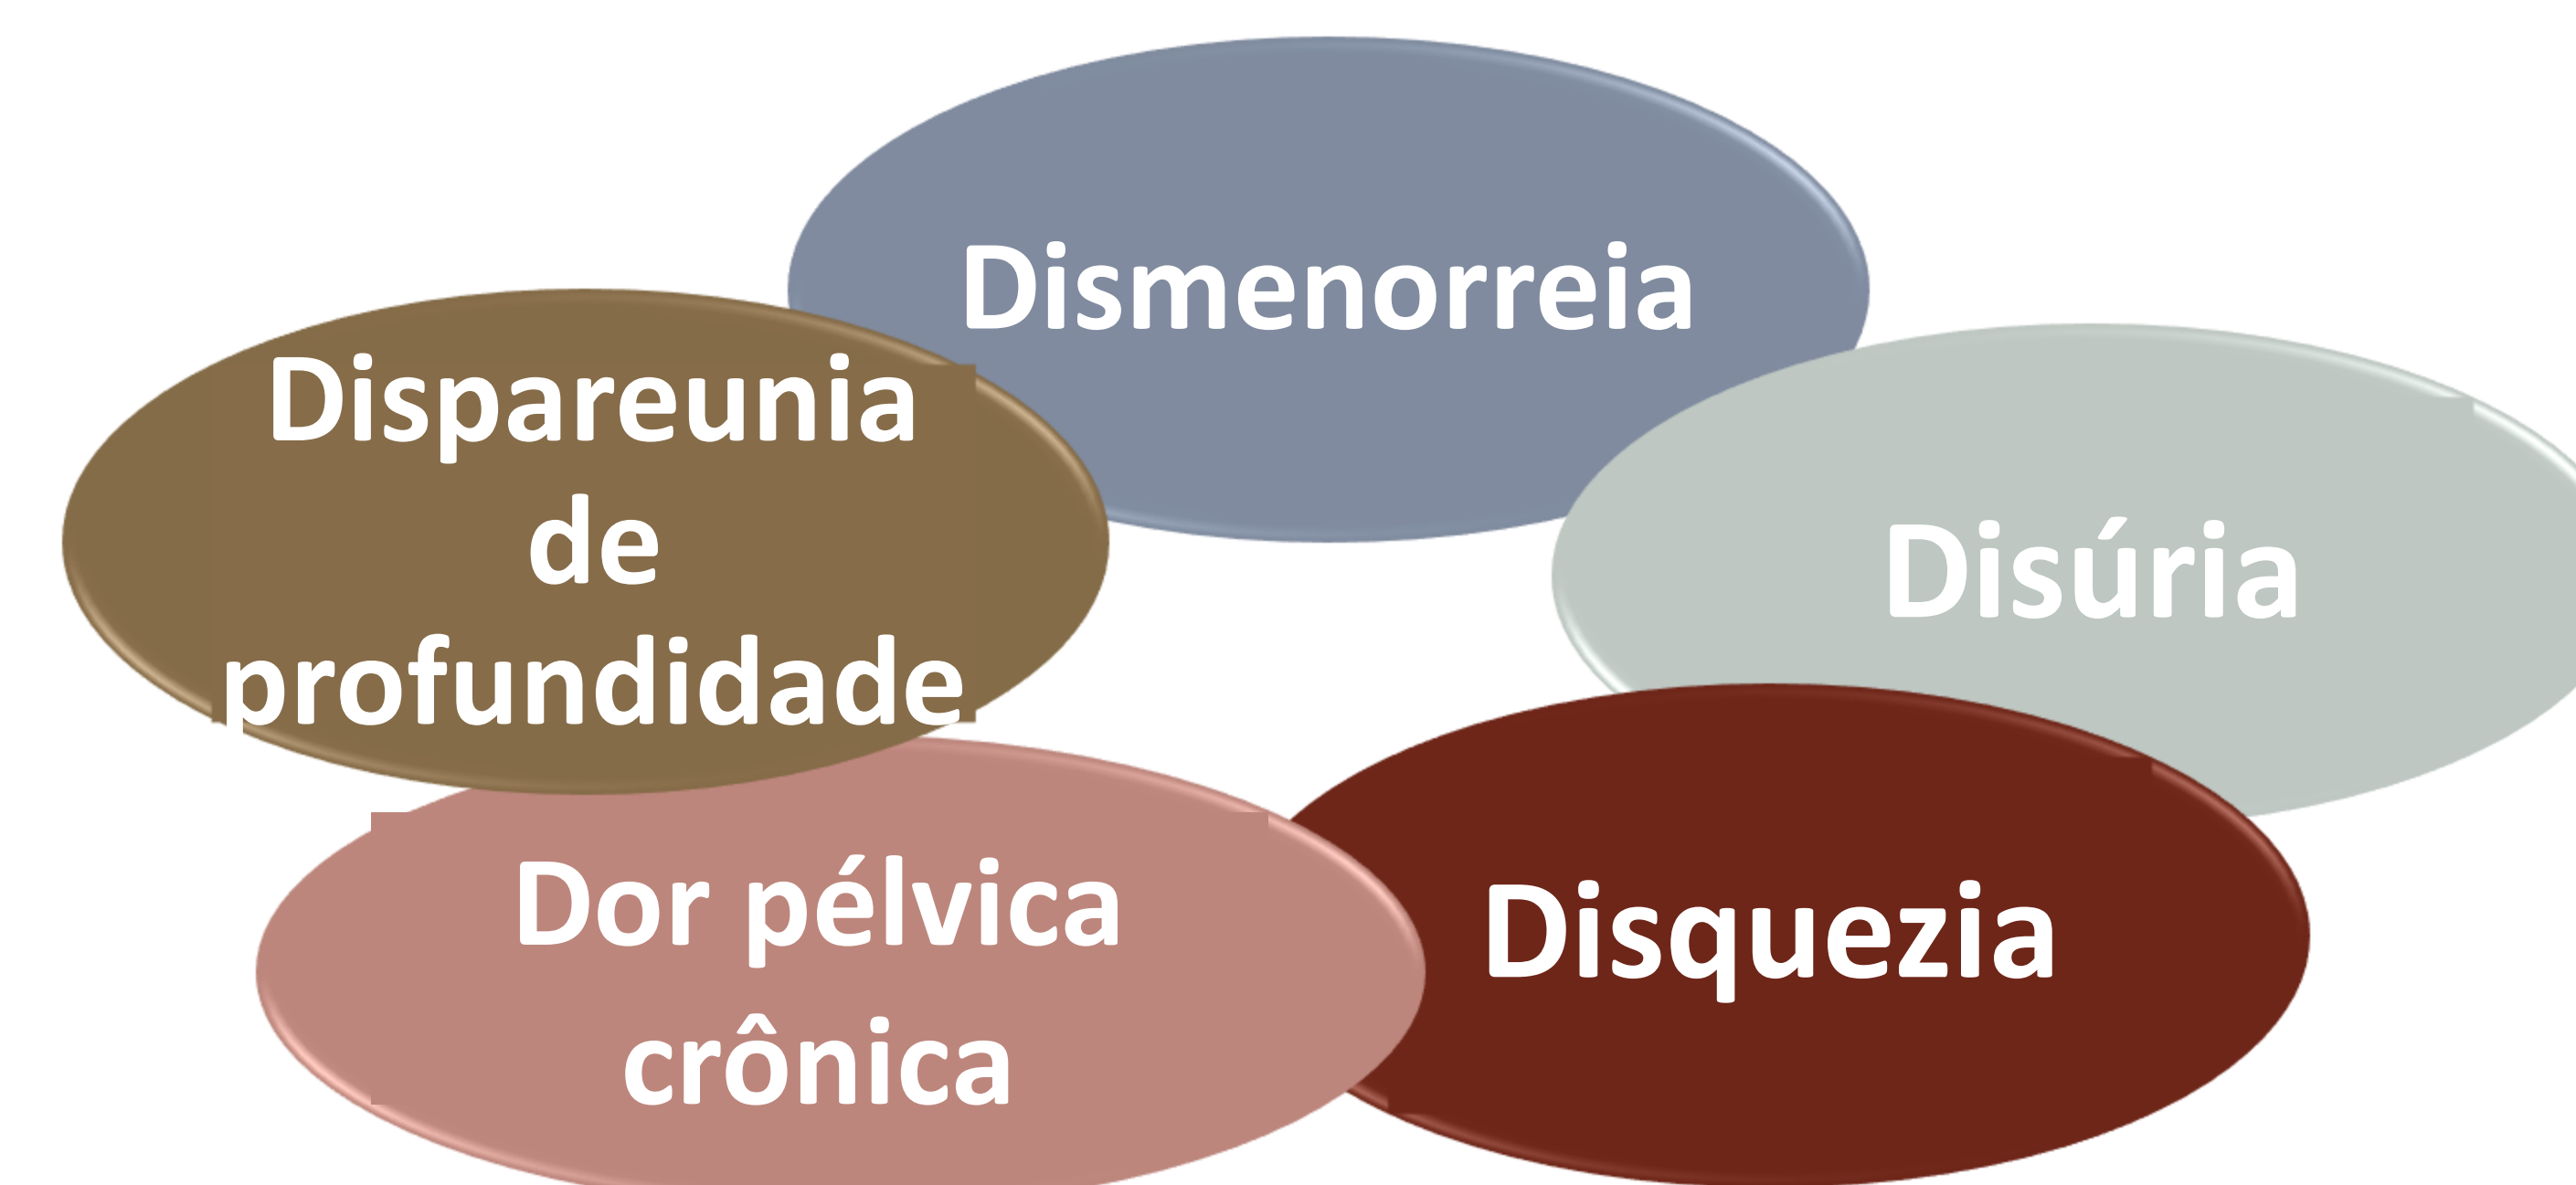 Dismenorreia
Dispareunia
de
profundidade
Disúria
Dor pélvica
crônica
Disquezia